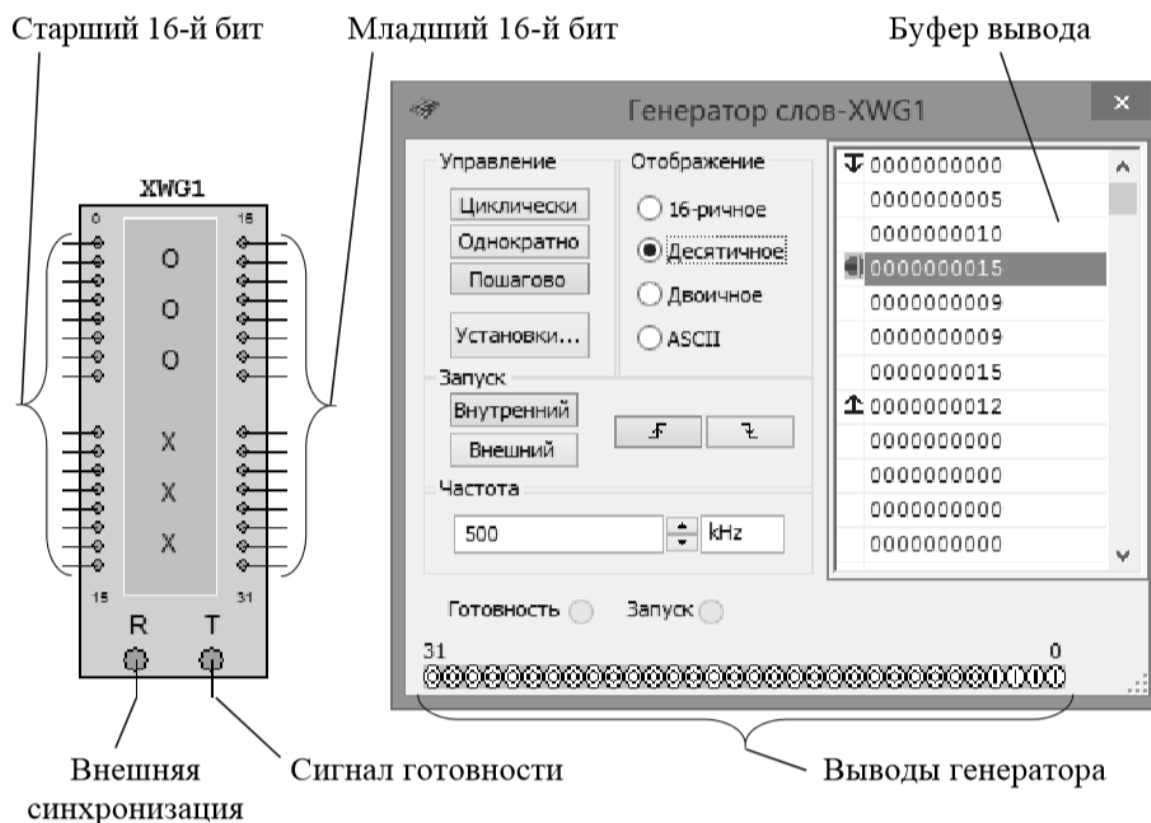 Старший 16-й бит
Младший 16-й бит
Буфер вывода
XWG1
0
16
O
O
O
X
X
X
15
31
R
T
Генератор слов-XWG1
×
Управление
Циклически
Однократно
Пошагово
Установки...
Отображение
16-ричное
Десятичное
Двоичное
ASCII
Запуск
Внутренний
Внешний
Частота
500
kHz
0000000000
0000000005
0000000010
0000000015
0000000009
0000000009
0000000015
0000000012
0000000000
0000000000
0000000000
0000000000
Готовность
Запуск
31
0
Внешняя
синхронизация
Сигнал готовности
Выводы генератора